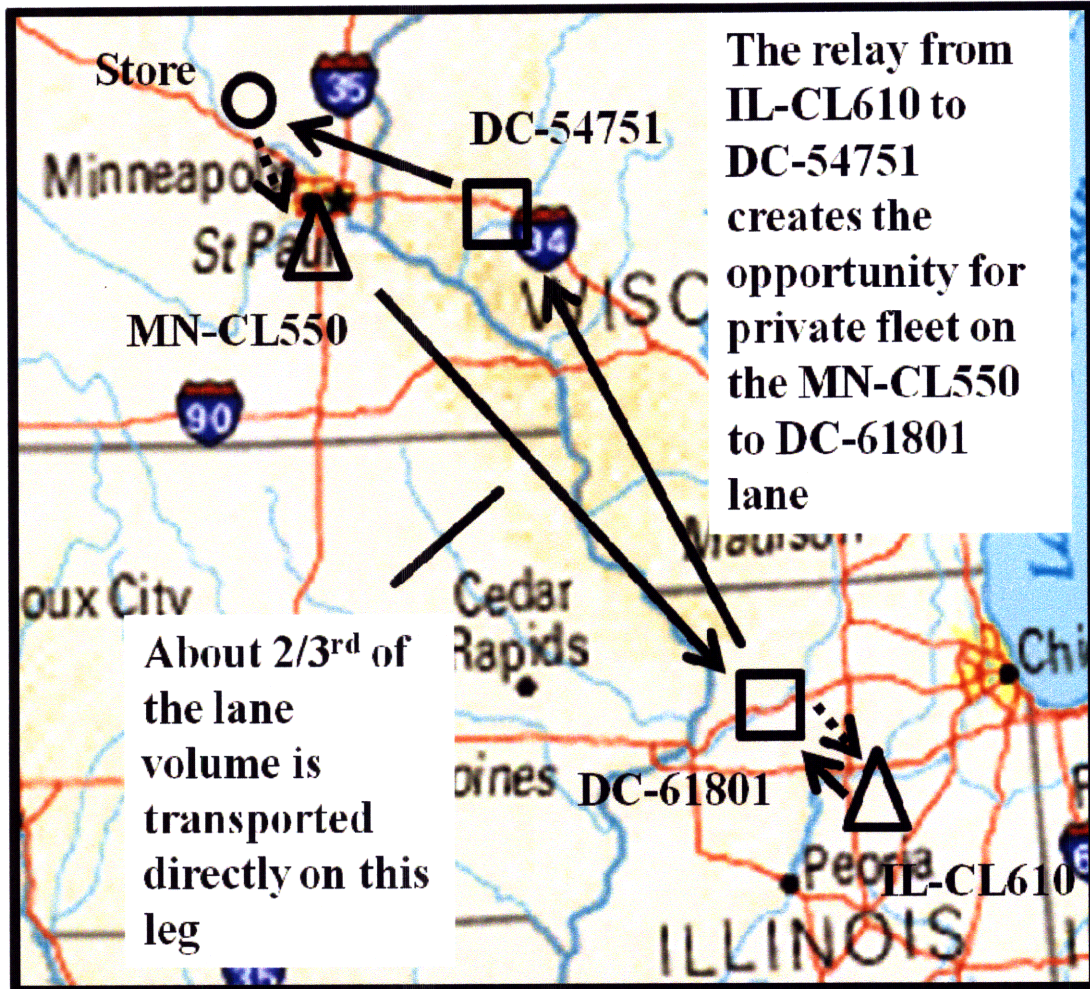 Store
35
DC-54751
Minneapo
St Paul
94
WISC
MN-CL550
90
The relay from
IL-CL610 to
DC-54751
creates the
opportunity for
private fleet on
the MN-CL550
to DC-61801
lane
Madison
oux City
Cedar
Rapids
Chi
About 2/3rd of
the lane
volume is
transported
directly on this
leg
oines
DC-61801
Peoria
IL-CL610
ILLINOIS
35